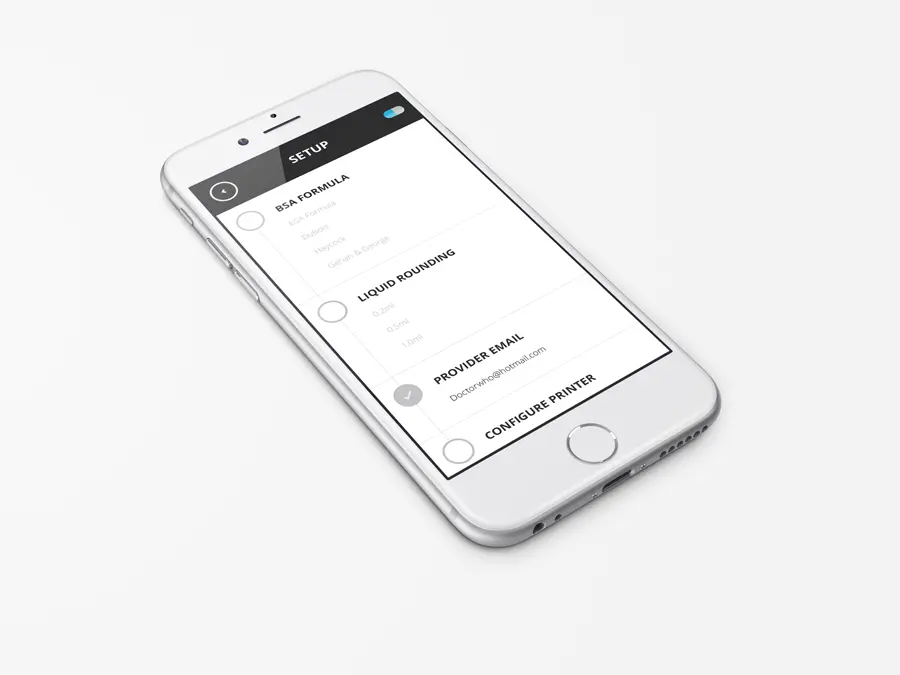 SETUP
BSA FORMULA
EGA Formula
DuBois
Haycock
Gehan & George
LIQUID ROUNDING
0.2ml
0.5ml
1.0ml
PROVIDER EMAIL
Doctorwho@hotmail.com
CONFIGURE PRINTER